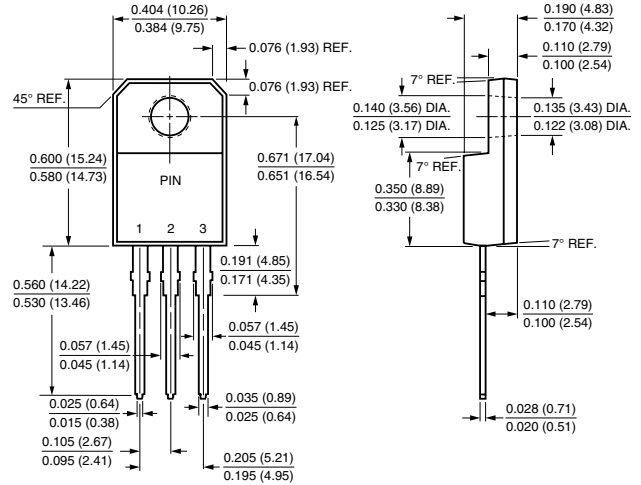 0.404 (10.26)
0.384 (9.75)
0.076 (1.93) REF.
0.076 (1.93) REF.
45° REF.
0.600 (15.24)
0.580 (14.73)
0.671 (17.04)
0.651 (16.54)
PIN
1 2 3
0.560 (14.22)
0.530 (13.46)
0.191 (4.85)
0.171 (4.35)
0.057 (1.45)
0.045 (1.14)
0.057 (1.45)
0.045 (1.14)
0.025 (0.64)
0.015 (0.38)
0.035 (0.89)
0.025 (0.64)
0.105 (2.67)
0.095 (2.41)
0.205 (5.21)
0.195 (4.95)
0.190 (4.83)
0.170 (4.32)
0.110 (2.79)
0.100 (2.54)
7° REF.
0.140 (3.56) DIA.
0.125 (3.17) DIA.
0.135 (3.43) DIA.
0.122 (3.08) DIA.
7° REF.
0.350 (8.89)
0.330 (8.38)
7° REF.
0.110 (2.79)
0.100 (2.54)
0.028 (0.71)
0.020 (0.51)